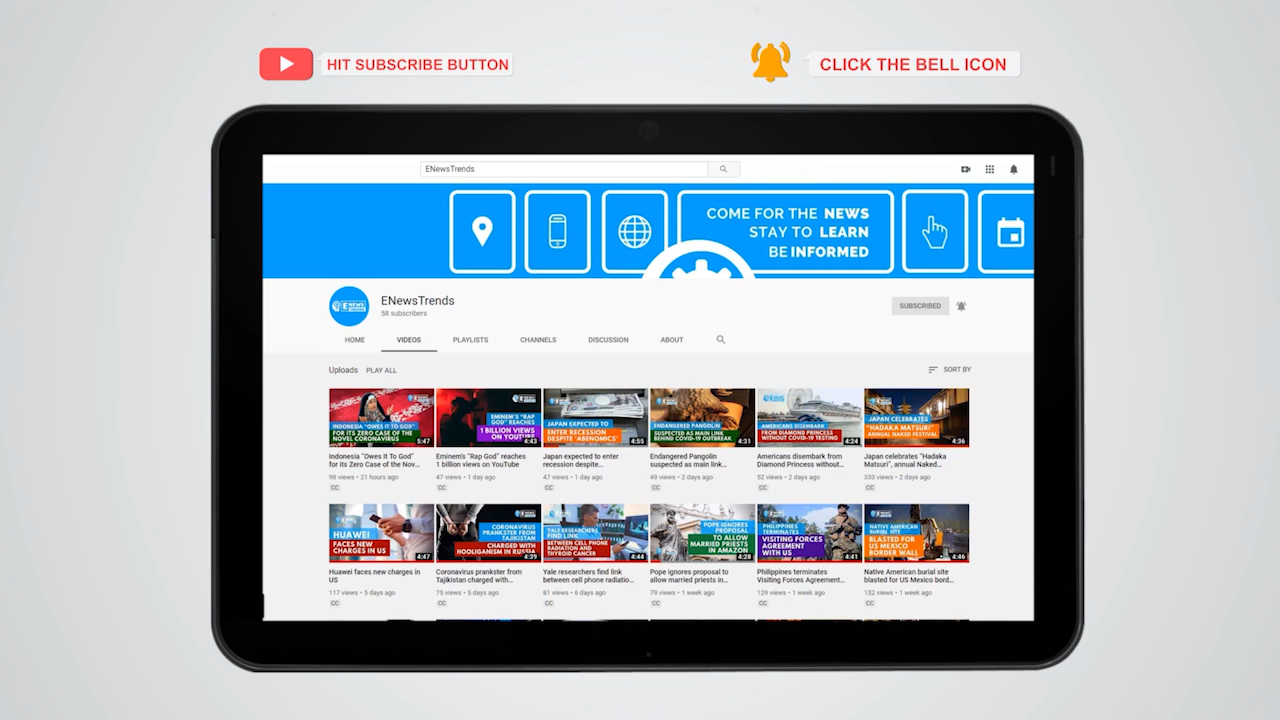 HIT SUBSCRIBE BUTTON
CLICK THE BELL ICON
ENewsTrends
COME FOR THE NEWS
STAY TO LEARN
BE INFORMED
ENewsTrends
58 subscribers
SUBSCRIBED
HOME VIDEOS PLAYLISTS CHANNELS DISCUSSION ABOUT
Uploads PLAY ALL
SORT BY
INDONESIA "OWES IT TO GOD"
FOR ITS ZERO CASE OF THE
NOVEL CORONAVIRUS
5:47
Indonesia "Owes It To God"
for its Zero Case of the Nov...
98 views • 21 hours ago
CC
EMINEM'S "RAP
GOD" REACHES
1 BILLION VIEWS
ON YOUTUBE
4:43
Eminem's "Rap God" reaches
1 billion views on YouTube
47 views • 1 day ago
CC
JAPAN EXPECTED TO
ENTER RECESSION
DESPITE 'ABENOMICS'
4:55
Japan expected to enter
recession despite...
47 views • 1 day ago
CC
ENDANGERED PANGOLIN
SUSPECTED AS MAIN LINK
BEHIND COVID-19 OUTBREAK
4:31
Endangered Pangolin
suspected as main link...
49 views • 2 days ago
CC
AMERICANS DISEMBARK
FROM DIAMOND PRINCESS
WITHOUT COVID-19 TESTING
4:24
Americans disembark from
Diamond Princess without...
52 views • 2 days ago
CC
JAPAN CELEBRATES
"HADAKA MATSURI"
ANNUAL NAKED FESTIVAL
4:36
Japan celebrates "Hadaka
Matsuri", annual Naked...
333 views • 2 days ago
CC
HUAWEI
FACES NEW
CHARGES IN US
4:47
Huawei faces new charges in
US
117 views • 5 days ago
CC
CORONAVIRUS
PRANKSTER FROM
TAJIKISTAN
CHARGED WITH
HOOLIGANISM IN RUSSIA
4:39
Coronavirus prankster from
Tajikistan charged with...
75 views • 5 days ago
CC
YALE RESEARCHERS
FIND LINK
BETWEEN CELL PHONE
RADIATION AND
THYROID CANCER
4:44
Yale researchers find link
between cell phone radiatio...
81 views • 6 days ago
CC
POPE IGNORES
PROPOSAL
TO ALLOW
MARRIED PRIESTS
IN AMAZON
4:28
Pope ignores proposal to
allow married priests in...
79 views • 1 week ago
CC
PHILIPPINES
TERMINATES
VISITING FORCES
AGREEMENT
WITH US
4:41
Philippines terminates
Visiting Forces Agreement...
129 views • 1 week ago
CC
NATIVE AMERICAN
BURIAL SITE
BLASTED FOR
US MEXICO
BORDER WALL
4:46
Native American burial site
blasted for US Mexico bord...
152 views • 1 week ago
CC